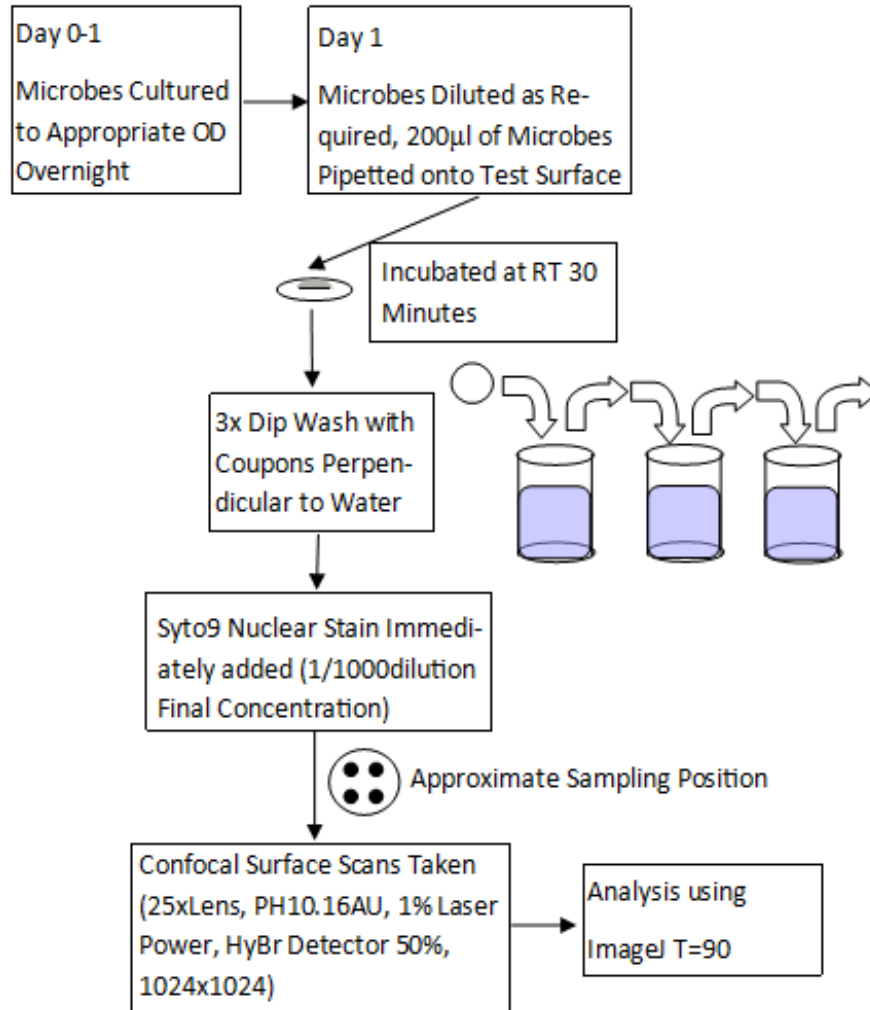 Day 0-1
Microbes Cultured
to Appropriate OD
Overnight
Day 1
Microbes Diluted as Re-
quired, 200µl of Microbes
Pipetted onto Test Surface
Incubated at RT 30
Minutes
3x Dip Wash with
Coupons Perpen-
dicular to Water
Syto9 Nuclear Stain Immedi-
ately added (1/1000dilution
Final Concentration)
Approximate Sampling Position
Confocal Surface Scans Taken
(25xLens, PH10.16AU, 1% Laser
Power, HyBr Detector 50%,
1024x1024)
Analysis using
ImageJ T=90